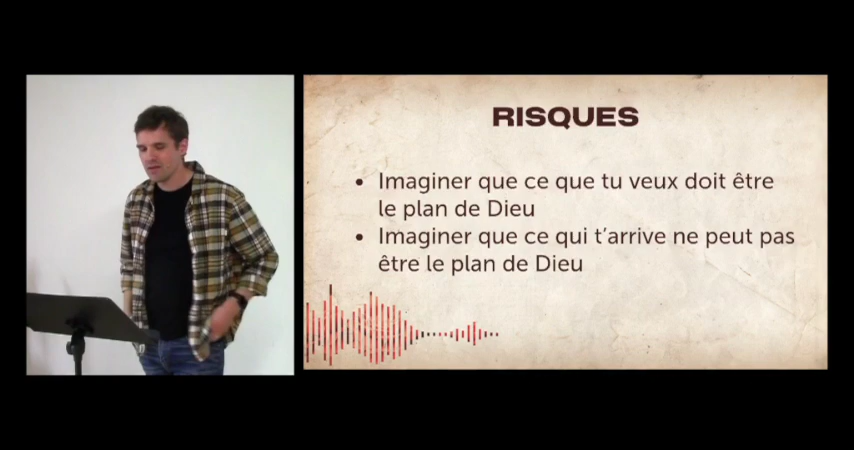 RISQUES
• Imaginer que ce que tu veux doit être
le plan de Dieu
• Imaginer que ce qui t’arrive ne peut pas
être le plan de Dieu